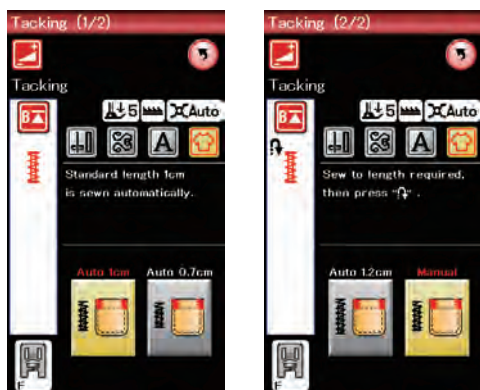 Tacking (1/2)
Tacking
B
5
Auto
A
Standard length 1cm
is sewn automatically.
Auto 1cm
Auto 0.7cm
F
Tacking (2/2)
Tacking
B
5
Auto
A
Sew to length required,
then press " ".
Auto 1.2cm
Manual
F